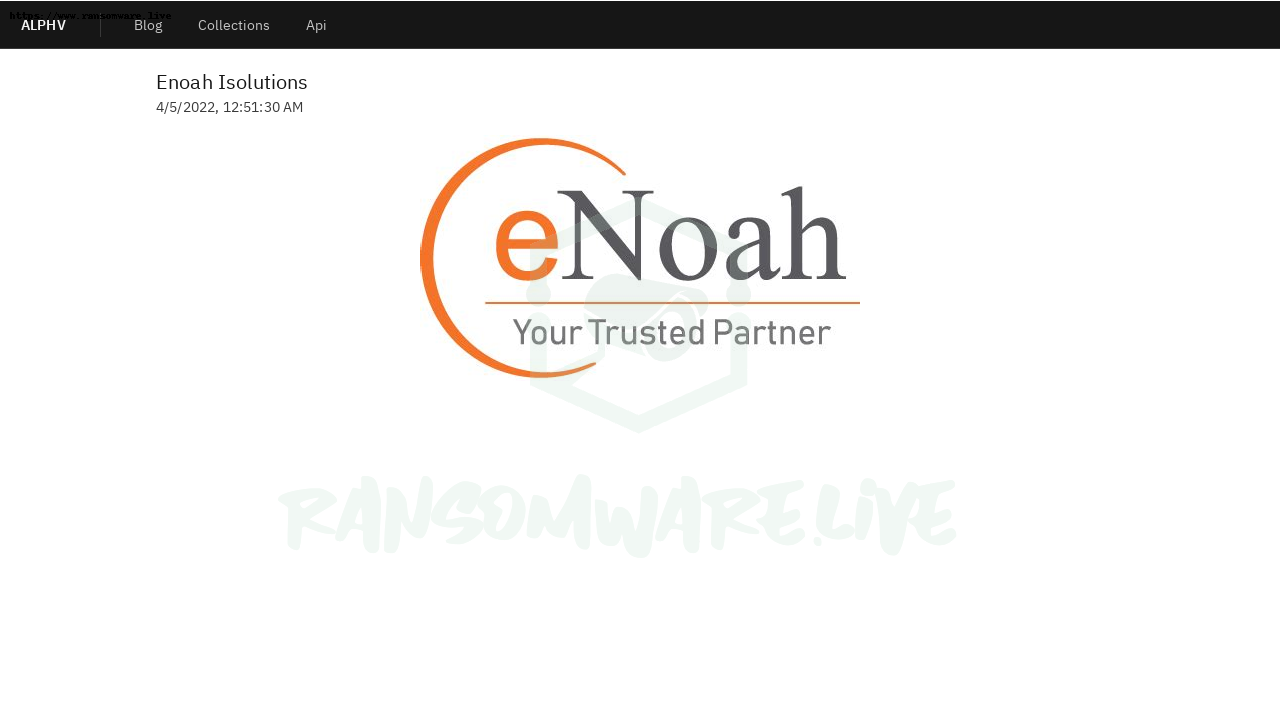 https://www.ransomware.live
ALPHV
Blog
Collections
Api
Enoah Isolutions
4/5/2022, 12:51:30 AM
eNoah
Your Trusted Partner
RANSOMWARE.LIVE